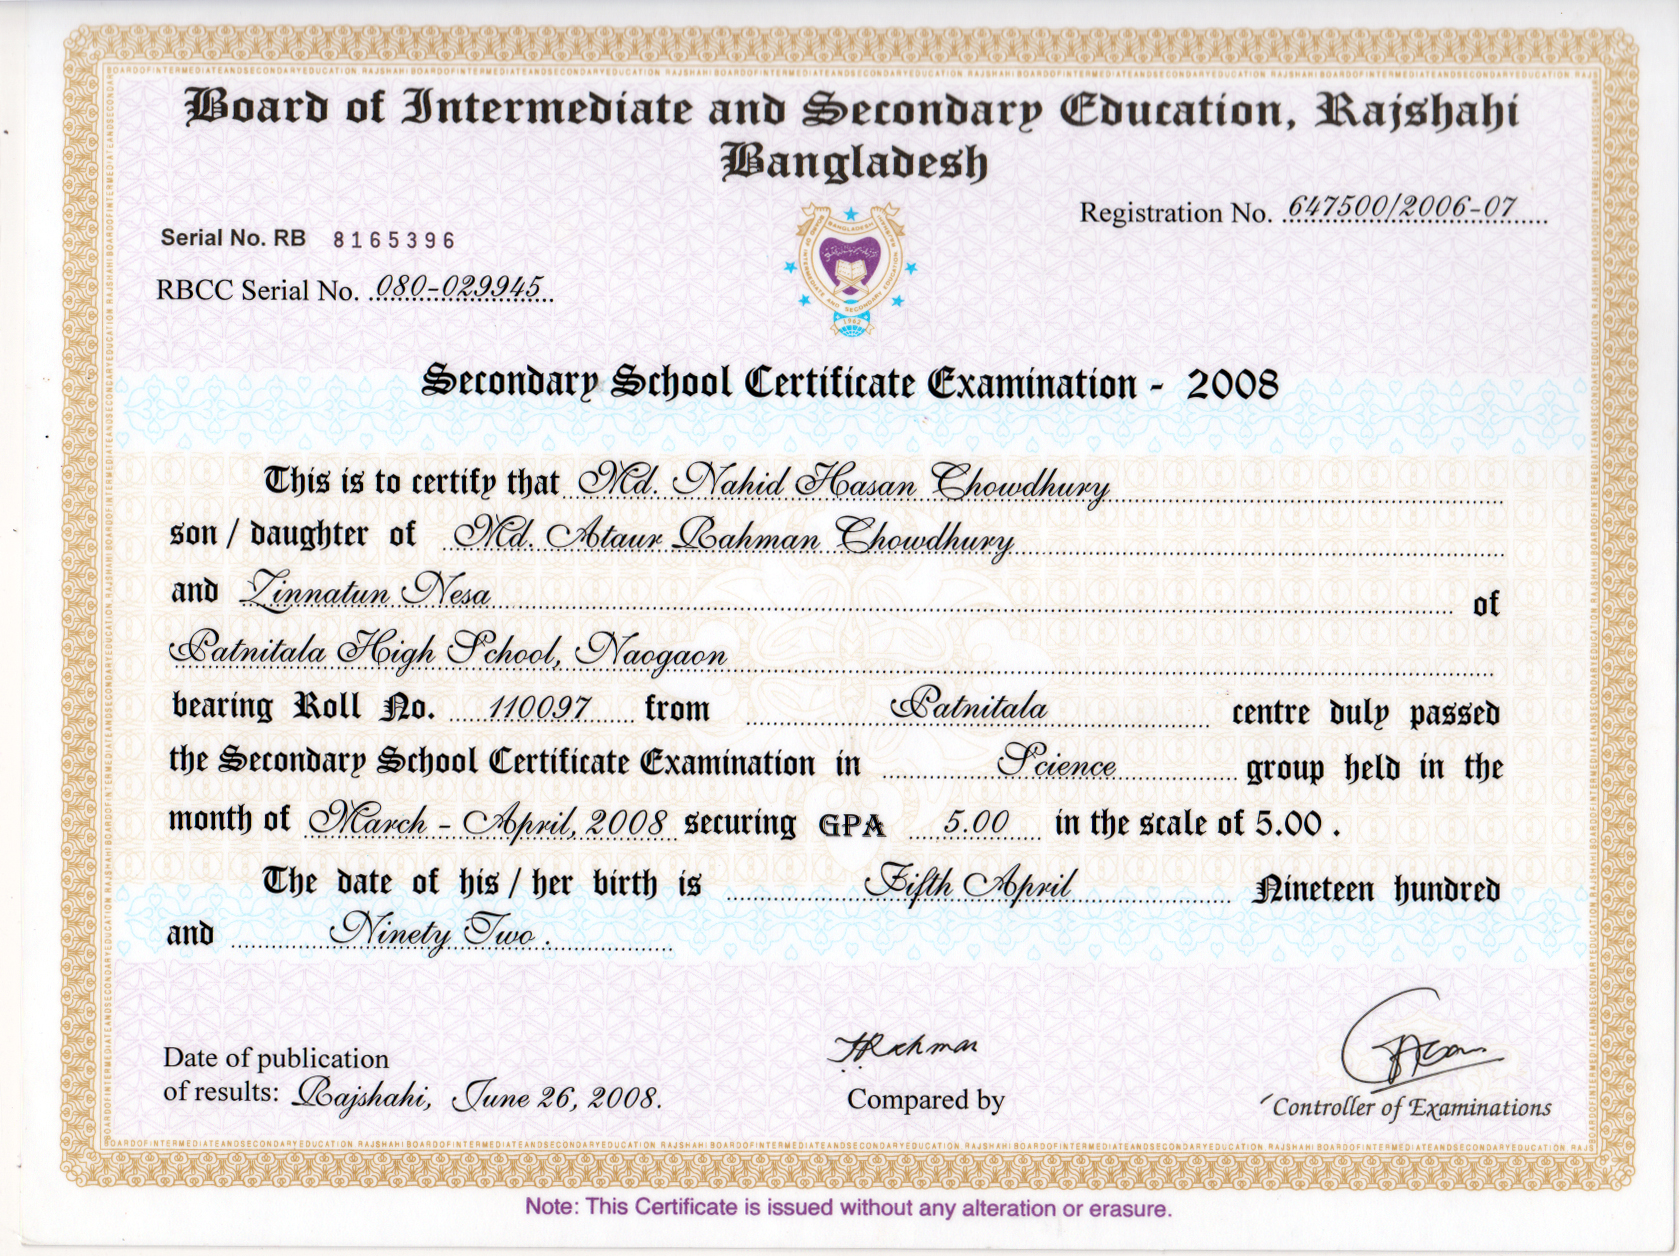 Board of Intermediate and Secondary Education, Rajshahi
Bangladesh
Registration No. 647500/2006-07
Serial No. RB 8165396
RBCC Serial No. 080-029945
BANGLADESH
1962
Secondary School Certificate Examination - 2008
This is to certify that Md. Nahid Hasan Chowdhury
son / daughter of Md. Ataur Rahman Chowdhury
and Zinnatun Nesa of
Patnitala High School, Naogaon
bearing Roll No. 110097 from Patnitala centre duly passed
the Secondary School Certificate Examination in Science group held in the
month of March - April, 2008 securing GPA 5.00 in the scale of 5.00 .
The date of his / her birth is Fifth April Nineteen hundred
and Ninety Two .
Date of publication
of results: Rajshahi, June 26, 2008.
Compared by
Controller of Examinations
Note: This Certificate is issued without any alteration or erasure.